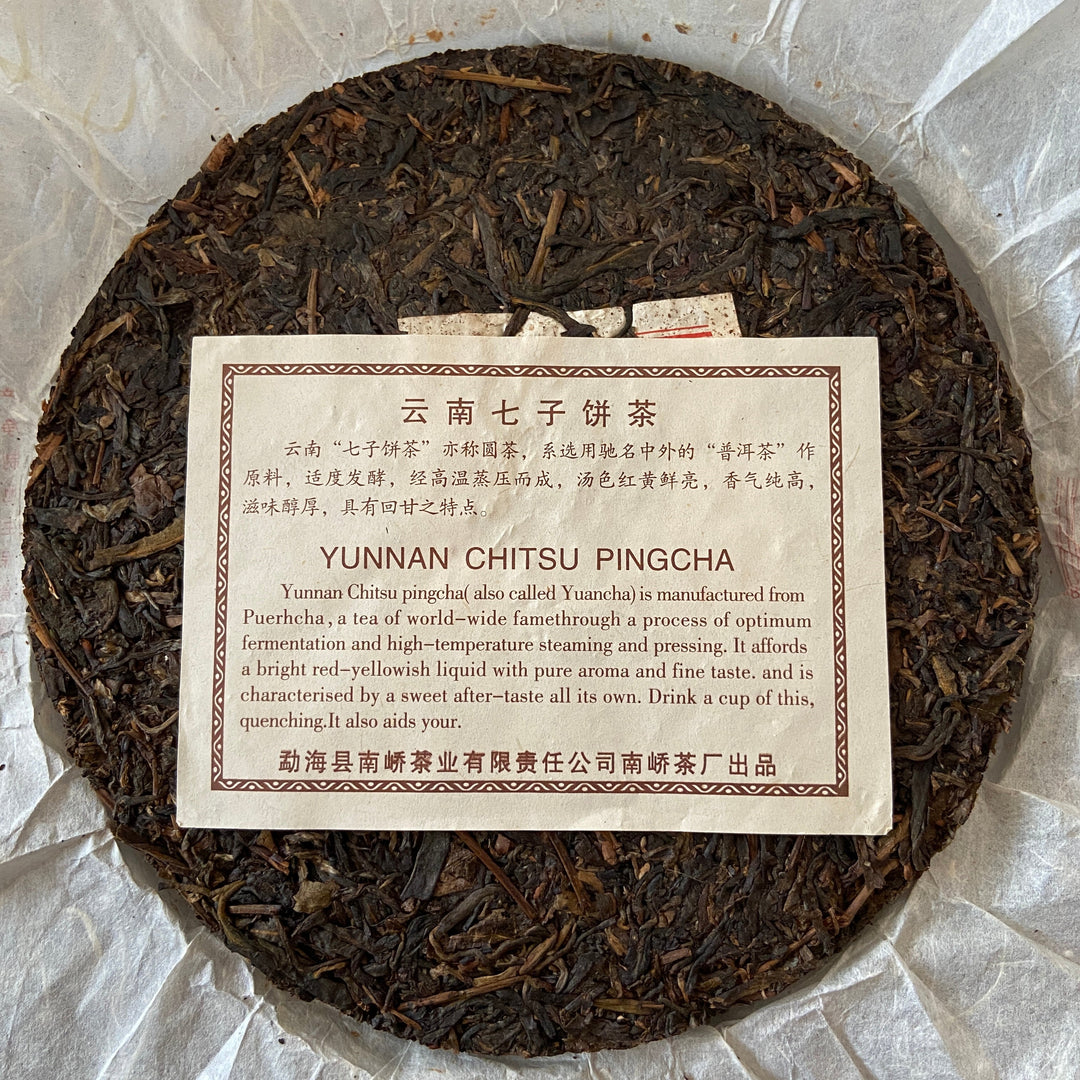 云南七子饼茶
云南“七子饼茶”亦称圆茶，系选用驰名中外的“普洱茶”作
原料，适度发酵，经高温蒸压而成，汤色红黄鲜亮，香气纯高，
滋味醇厚，具有回甘之特点。
YUNNAN CHITSU PINGCHA
Yunnan Chitsu pingcha( also called Yuancha) is manufactured from
Puerhcha, a tea of world-wide famethrough a process of optimum
fermentation and high-temperature steaming and pressing. It affords
a bright red-yellowish liquid with pure aroma and fine taste. and is
characterised by a sweet after-taste all its own. Drink a cup of this,
quenching.It also aids your.
勐海县南峤茶业有限责任公司南峤茶厂出品